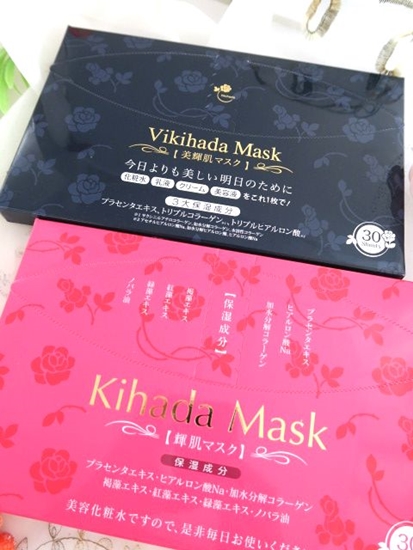 Vikihada Mask
【美輝肌マスク】
今日よりも美しい明日のために
化粧水 乳液 クリーム 美容液 をこれ1枚で!
3大保湿成分
プラセンタエキス、トリプルコラーゲン※1、トリプルヒアルロン酸※2
30
Sheets
プラセンタエキス
ヒアルロン酸Na
加水分解コラーゲン
【保湿成分】
褐藻エキス
紅藻エキス
緑藻エキス
ノバラ油
Kihada Mask
【輝肌マスク】
保湿成分
プラセンタエキス・ヒアルロン酸Na・加水分解コラーゲン
褐藻エキス・紅藻エキス・緑藻エキス・ノバラ油
美容化粧水ですので、是非毎日お使いくださ
30